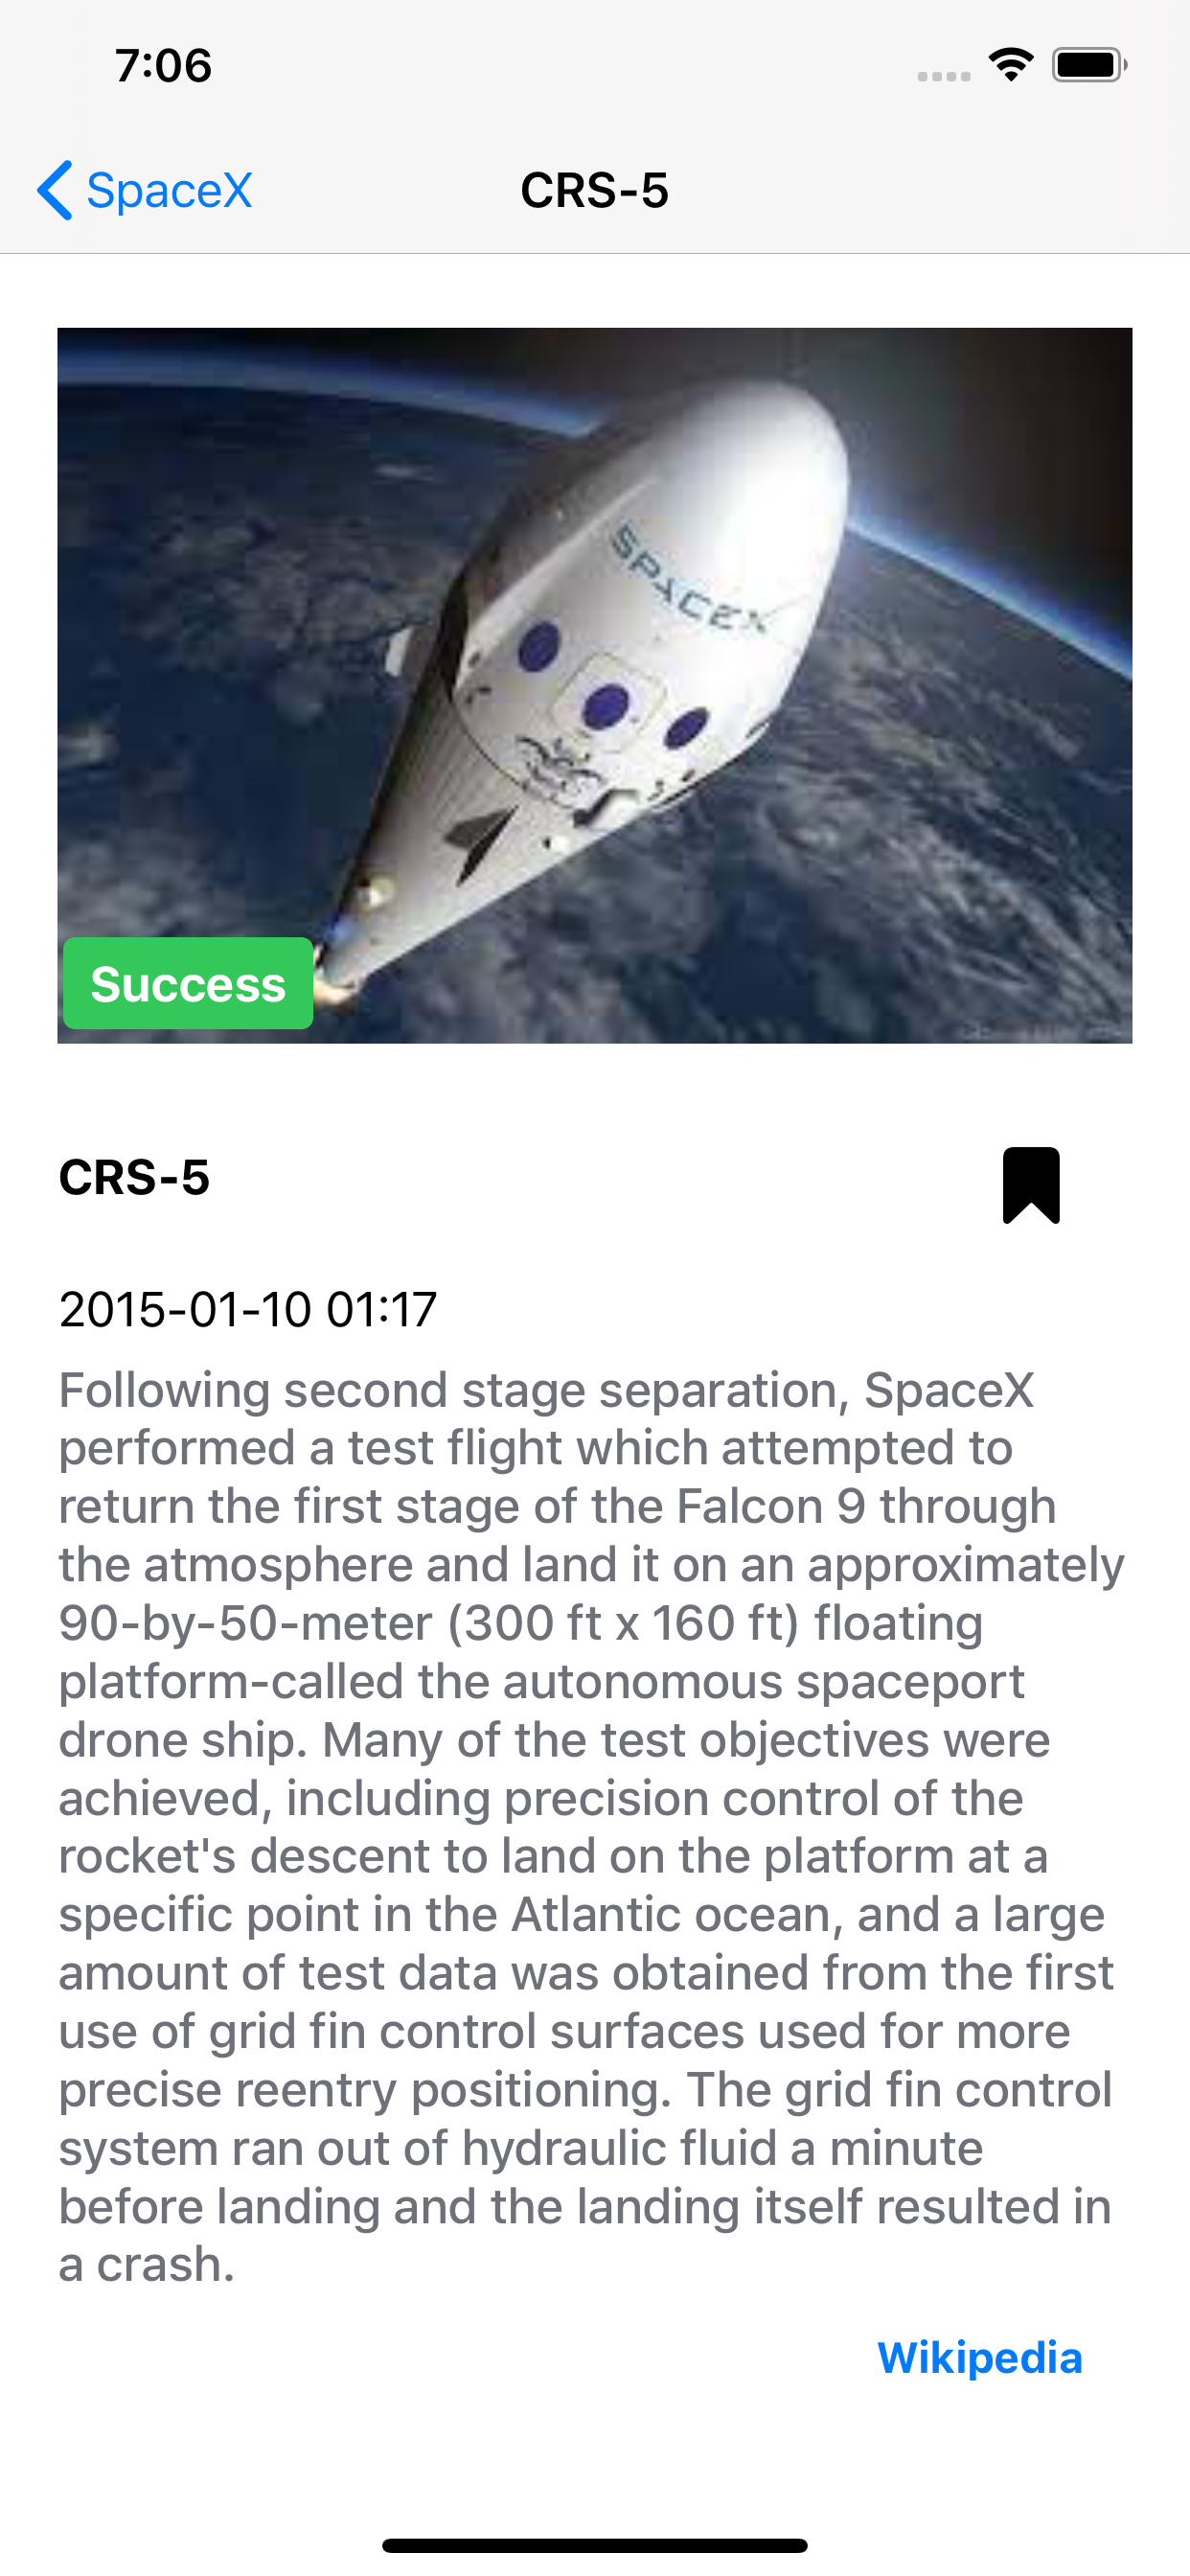 7:06
SpaceX
CRS-5
SPACEX
Success
CRS-5
2015-01-10 01:17
Following second stage separation, SpaceX
performed a test flight which attempted to
return the first stage of the Falcon 9 through
the atmosphere and land it on an approximately
90-by-50-meter (300 ft x 160 ft) floating
platform-called the autonomous spaceport
drone ship. Many of the test objectives were
achieved, including precision control of the
rocket's descent to land on the platform at a
specific point in the Atlantic ocean, and a large
amount of test data was obtained from the first
use of grid fin control surfaces used for more
precise reentry positioning. The grid fin control
system ran out of hydraulic fluid a minute
before landing and the landing itself resulted in
a crash.
Wikipedia